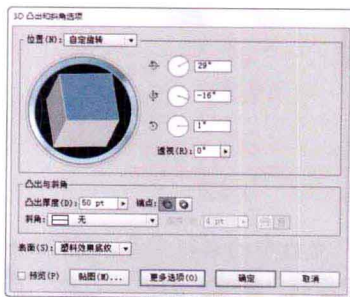 3D 凸出和斜角选项
位置(N): 自定旋转
29°
-16°
1°
透视(R): 0°
凸出与斜角
凸出厚度(D): 50 pt 端点:
斜角: 无 4 pt
表面(S): 塑料效果底纹
预览(P) 贴图(M)... 更多选项(O) 确定 取消